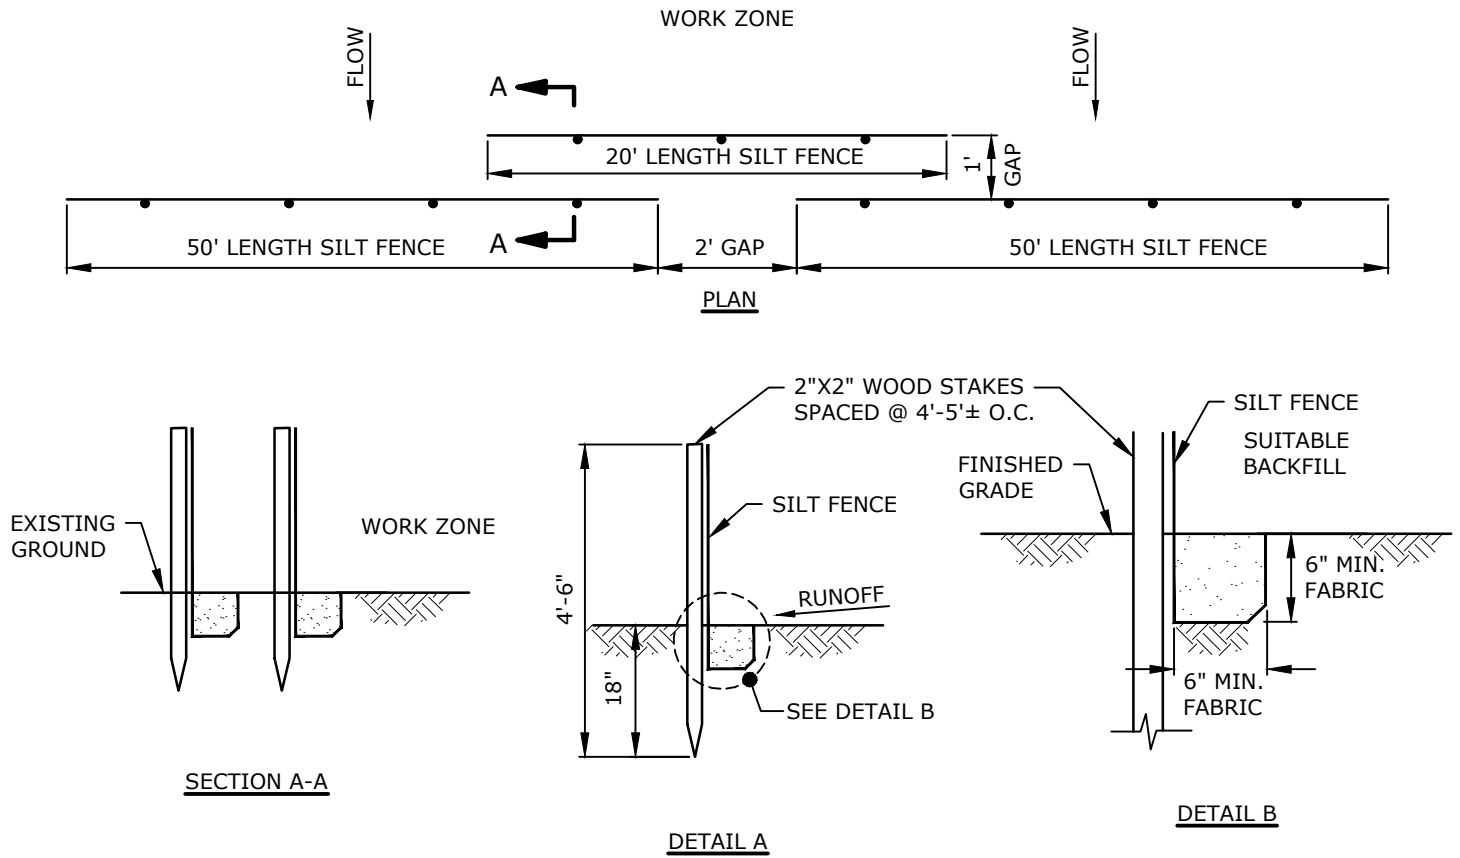 WORK ZONE
FLOW
FLOW
A
20' LENGTH SILT FENCE
1'
GAP
A
50' LENGTH SILT FENCE
2' GAP
50' LENGTH SILT FENCE
PLAN
EXISTING
GROUND
WORK ZONE
SECTION A-A
2"X2" WOOD STAKES
SPACED @ 4'-5'± O.C.
SILT FENCE
4'-6"
RUNOFF
18"
SEE DETAIL B
DETAIL A
SILT FENCE
SUITABLE
BACKFILL
FINISHED
GRADE
6" MIN.
FABRIC
6" MIN.
FABRIC
DETAIL B